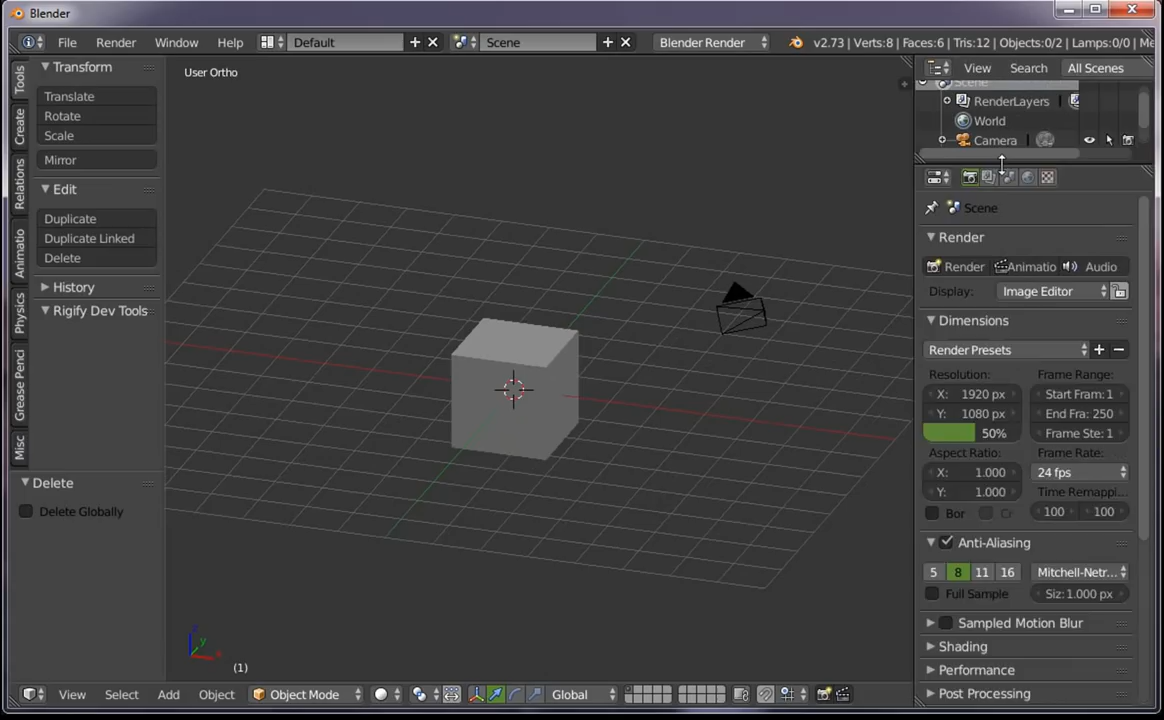 Blender
File Render Window Help Default Scene Blender Render v2.73 | Verts:8 | Faces:6 | Tris:12 | Objects:0/2 | Lamps:0/0 | Me
Tools
Create
Relations
Animatio
Physics
Grease Penci
Misc
Transform
Translate
Rotate
Scale
Mirror
Edit
Duplicate
Duplicate Linked
Delete
History
Rigify Dev Tools
Delete
Delete Globally
User Ortho
z
y
x
(1)
View Select Add Object Object Mode Global
View Search All Scenes
Scene
RenderLayers
World
Camera
Scene
Render
Render Animatio Audio
Display: Image Editor
Dimensions
Render Presets
Resolution: Frame Range:
X: 1920 px Start Fram: 1
Y: 1080 px End Fra: 250
50% Frame Ste: 1
Aspect Ratio: Frame Rate:
X: 1.000 24 fps
Y: 1.000 Time Remappi...
Bor Cr 100 100
Anti-Aliasing
5 8 11 16 Mitchell-Netr...
Full Sample Siz: 1.000 px
Sampled Motion Blur
Shading
Performance
Post Processing